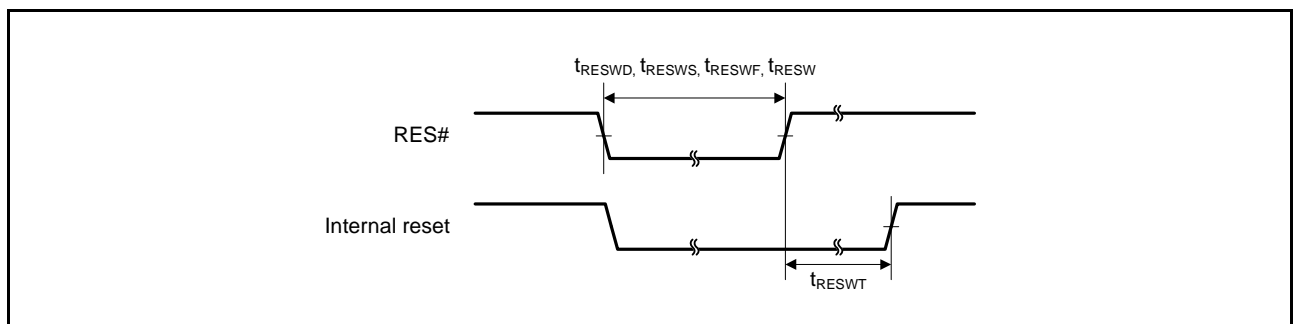 tRESWD, tRESWS, tRESWF, tRESW
RES#
Internal reset
tRESWT